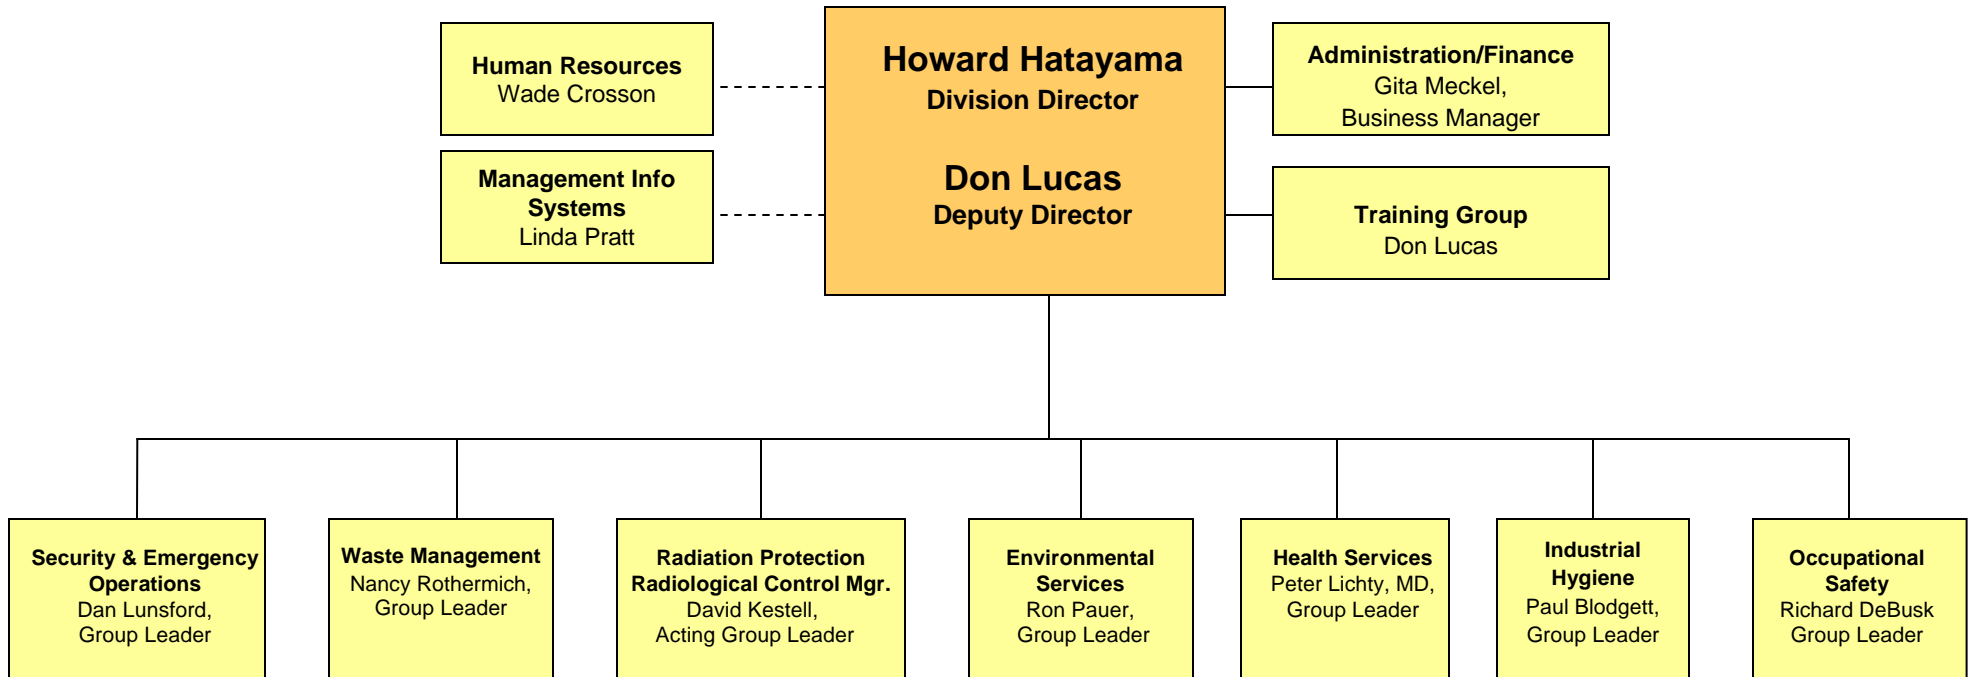 Human Resources
Wade Crosson
Howard Hatayama
Division Director
Don Lucas
Deputy Director
Administration/Finance
Gita Meckel,
Business Manager
Management Info
Systems
Linda Pratt
Training Group
Don Lucas
Security & Emergency
Operations
Dan Lunsford,
Group Leader
Waste Management
Nancy Rothermich,
Group Leader
Radiation Protection
Radiological Control Mgr.
David Kestell,
Acting Group Leader
Environmental
Services
Ron Pauer,
Group Leader
Health Services
Peter Lichty, MD,
Group Leader
Industrial
Hygiene
Paul Blodgett,
Group Leader
Occupational
Safety
Richard DeBusk
Group Leader